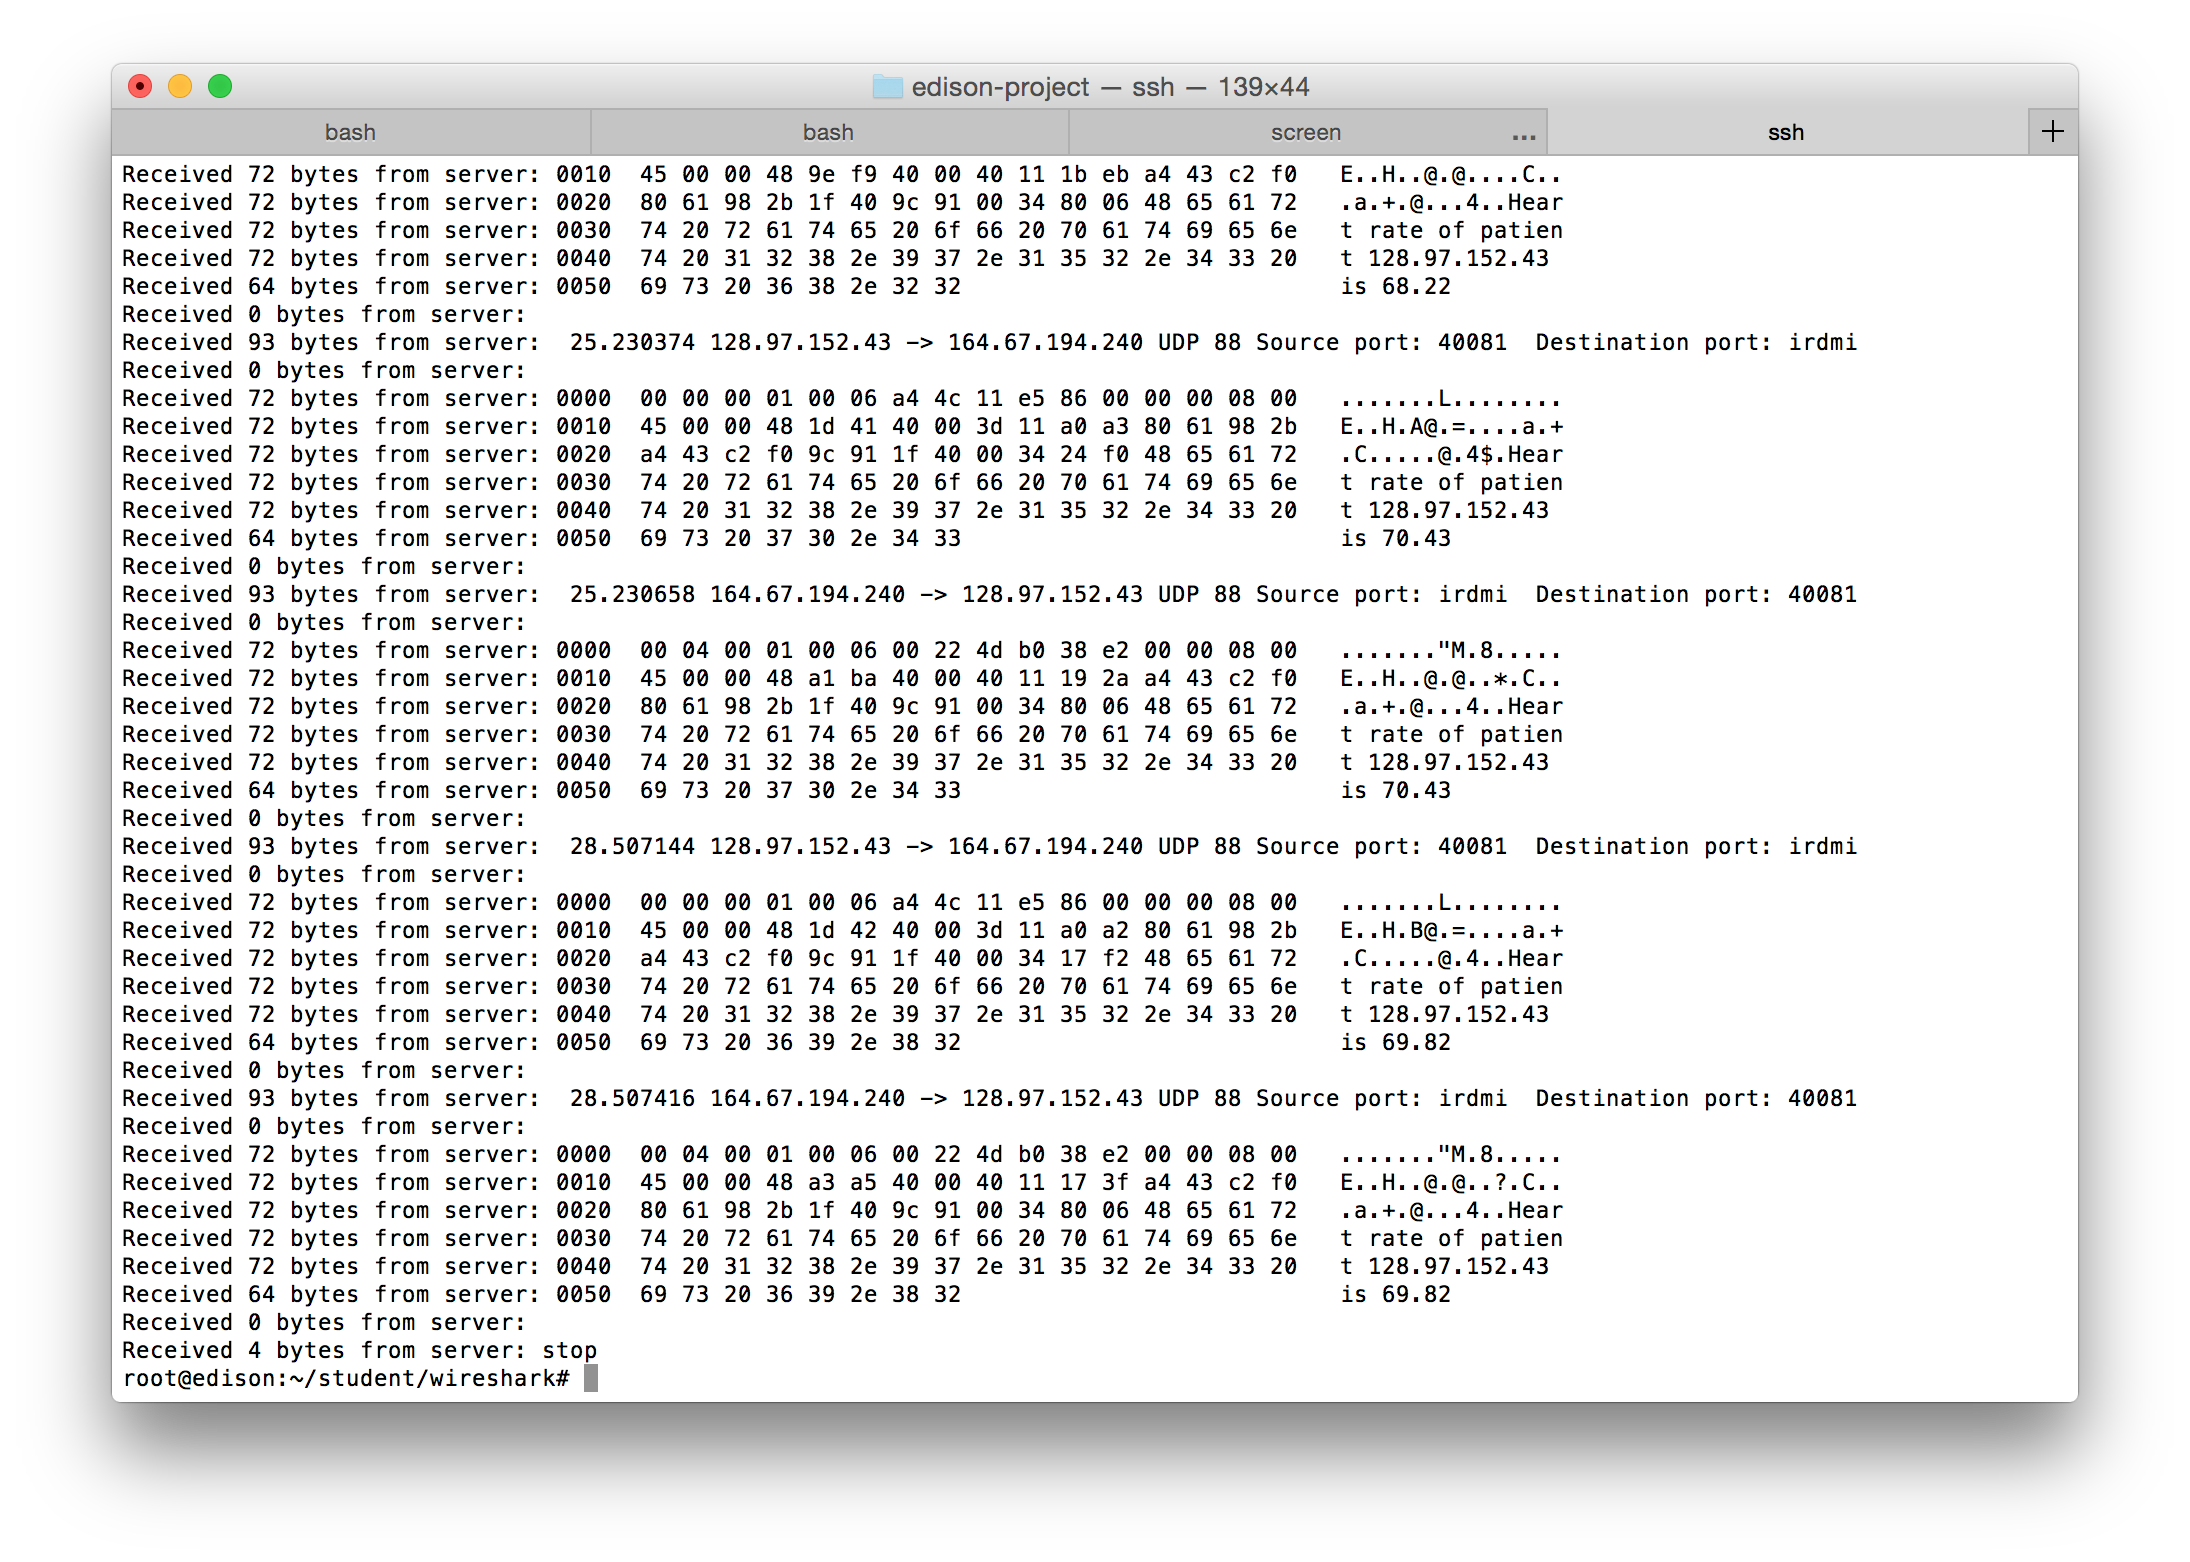 edison-project — ssh — 139×44
bash bash screen ... ssh +
Received 72 bytes from server: 0010  45 00 00 48 9e f9 40 00 40 11 1b eb a4 43 c2 f0   E..H..@.@....C..
Received 72 bytes from server: 0020  80 61 98 2b 1f 40 9c 91 00 34 80 06 48 65 61 72   .a.+.@...4..Hear
Received 72 bytes from server: 0030  74 20 72 61 74 65 20 6f 66 20 70 61 74 69 65 6e   t rate of patien
Received 72 bytes from server: 0040  74 20 31 32 38 2e 39 37 2e 31 35 32 2e 34 33 20   t 128.97.152.43
Received 64 bytes from server: 0050  69 73 20 36 38 2e 32 32                           is 68.22
Received 0 bytes from server:
Received 93 bytes from server:  25.230374 128.97.152.43 -> 164.67.194.240 UDP 88 Source port: 40081  Destination port: irdmi
Received 0 bytes from server:
Received 72 bytes from server: 0000  00 00 00 01 00 06 a4 4c 11 e5 86 00 00 00 08 00   .......L........
Received 72 bytes from server: 0010  45 00 00 48 1d 41 40 00 3d 11 a0 a3 80 61 98 2b   E..H.A@.=....a.+
Received 72 bytes from server: 0020  a4 43 c2 f0 9c 91 1f 40 00 34 24 f0 48 65 61 72   .C.....@.4$.Hear
Received 72 bytes from server: 0030  74 20 72 61 74 65 20 6f 66 20 70 61 74 69 65 6e   t rate of patien
Received 72 bytes from server: 0040  74 20 31 32 38 2e 39 37 2e 31 35 32 2e 34 33 20   t 128.97.152.43
Received 64 bytes from server: 0050  69 73 20 37 30 2e 34 33                           is 70.43
Received 0 bytes from server:
Received 93 bytes from server:  25.230658 164.67.194.240 -> 128.97.152.43 UDP 88 Source port: irdmi  Destination port: 40081
Received 0 bytes from server:
Received 72 bytes from server: 0000  00 04 00 01 00 06 00 22 4d b0 38 e2 00 00 08 00   ......."M.8.....
Received 72 bytes from server: 0010  45 00 00 48 a1 ba 40 00 40 11 19 2a a4 43 c2 f0   E..H..@.@..*.C..
Received 72 bytes from server: 0020  80 61 98 2b 1f 40 9c 91 00 34 80 06 48 65 61 72   .a.+.@...4..Hear
Received 72 bytes from server: 0030  74 20 72 61 74 65 20 6f 66 20 70 61 74 69 65 6e   t rate of patien
Received 72 bytes from server: 0040  74 20 31 32 38 2e 39 37 2e 31 35 32 2e 34 33 20   t 128.97.152.43
Received 64 bytes from server: 0050  69 73 20 37 30 2e 34 33                           is 70.43
Received 0 bytes from server:
Received 93 bytes from server:  28.507144 128.97.152.43 -> 164.67.194.240 UDP 88 Source port: 40081  Destination port: irdmi
Received 0 bytes from server:
Received 72 bytes from server: 0000  00 00 00 01 00 06 a4 4c 11 e5 86 00 00 00 08 00   .......L........
Received 72 bytes from server: 0010  45 00 00 48 1d 42 40 00 3d 11 a0 a2 80 61 98 2b   E..H.B@.=....a.+
Received 72 bytes from server: 0020  a4 43 c2 f0 9c 91 1f 40 00 34 17 f2 48 65 61 72   .C.....@.4..Hear
Received 72 bytes from server: 0030  74 20 72 61 74 65 20 6f 66 20 70 61 74 69 65 6e   t rate of patien
Received 72 bytes from server: 0040  74 20 31 32 38 2e 39 37 2e 31 35 32 2e 34 33 20   t 128.97.152.43
Received 64 bytes from server: 0050  69 73 20 36 39 2e 38 32                           is 69.82
Received 0 bytes from server:
Received 93 bytes from server:  28.507416 164.67.194.240 -> 128.97.152.43 UDP 88 Source port: irdmi  Destination port: 40081
Received 0 bytes from server:
Received 72 bytes from server: 0000  00 04 00 01 00 06 00 22 4d b0 38 e2 00 00 08 00   ......."M.8.....
Received 72 bytes from server: 0010  45 00 00 48 a3 a5 40 00 40 11 17 3f a4 43 c2 f0   E..H..@.@..?.C..
Received 72 bytes from server: 0020  80 61 98 2b 1f 40 9c 91 00 34 80 06 48 65 61 72   .a.+.@...4..Hear
Received 72 bytes from server: 0030  74 20 72 61 74 65 20 6f 66 20 70 61 74 69 65 6e   t rate of patien
Received 72 bytes from server: 0040  74 20 31 32 38 2e 39 37 2e 31 35 32 2e 34 33 20   t 128.97.152.43
Received 64 bytes from server: 0050  69 73 20 36 39 2e 38 32                           is 69.82
Received 0 bytes from server:
Received 4 bytes from server: stop
root@edison:~/student/wireshark#